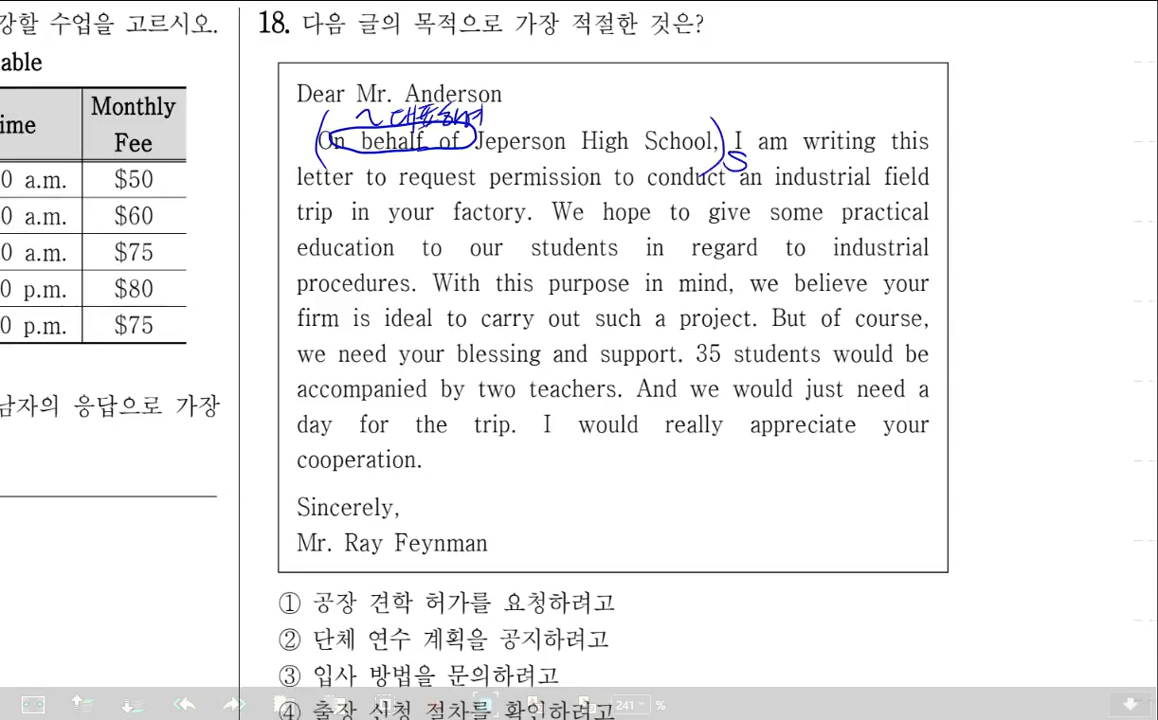 강할 수업을 고르시오.
able
ime Monthly Fee
0 a.m. $50
0 a.m. $60
0 a.m. $75
0 p.m. $80
0 p.m. $75
남자의 응답으로 가장
18. 다음 글의 목적으로 가장 적절한 것은?
Dear Mr. Anderson
~대표하여
On behalf of Jeperson High School, I am writing this
S
letter to request permission to conduct an industrial field
trip in your factory. We hope to give some practical
education to our students in regard to industrial
procedures. With this purpose in mind, we believe your
firm is ideal to carry out such a project. But of course,
we need your blessing and support. 35 students would be
accompanied by two teachers. And we would just need a
day for the trip. I would really appreciate your
cooperation.
Sincerely,
Mr. Ray Feynman
① 공장 견학 허가를 요청하려고
② 단체 연수 계획을 공지하려고
③ 입사 방법을 문의하려고
④ 출장 신청 절차를 확인하려고
241 %